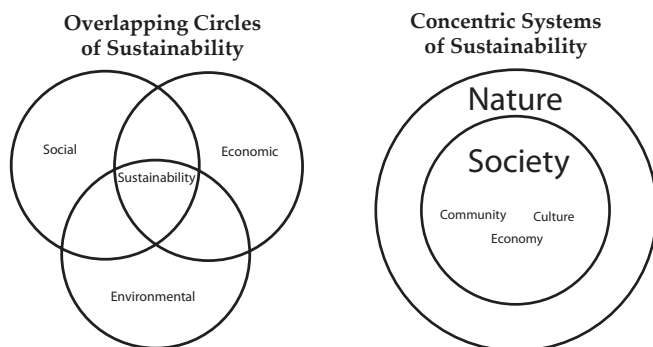 Overlapping Circles
of Sustainability
Social
Economic
Sustainability
Environmental
Concentric Systems
of Sustainability
Nature
Society
Community
Culture
Economy